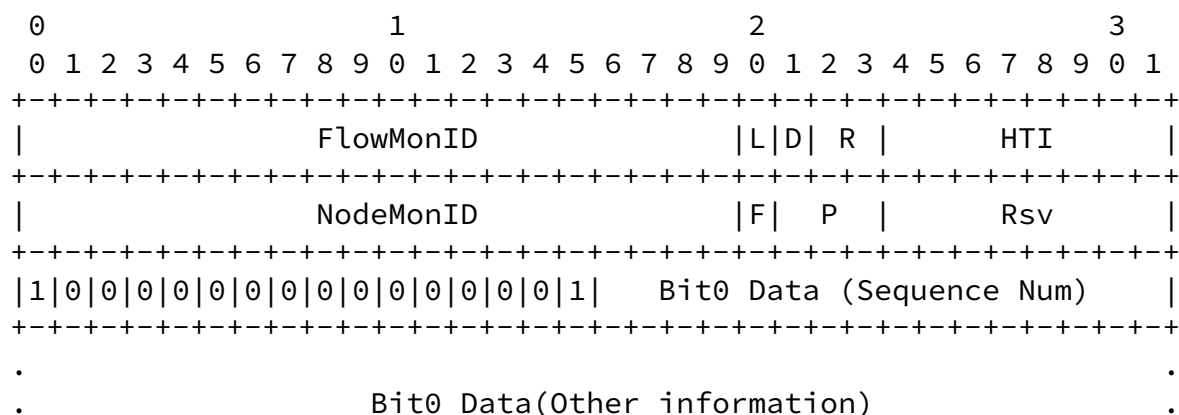 0                   1                   2                   3
 0 1 2 3 4 5 6 7 8 9 0 1 2 3 4 5 6 7 8 9 0 1 2 3 4 5 6 7 8 9 0 1
+-+-+-+-+-+-+-+-+-+-+-+-+-+-+-+-+-+-+-+-+-+-+-+-+-+-+-+-+-+-+-+-+
|                FlowMonID              |L|D| R |      HTI      |
+-+-+-+-+-+-+-+-+-+-+-+-+-+-+-+-+-+-+-+-+-+-+-+-+-+-+-+-+-+-+-+-+
|                NodeMonID              |F|  P  |      Rsv      |
+-+-+-+-+-+-+-+-+-+-+-+-+-+-+-+-+-+-+-+-+-+-+-+-+-+-+-+-+-+-+-+-+
|1|0|0|0|0|0|0|0|0|0|0|0|0|0|0|1|   Bit0 Data (Sequence Num)    |
+-+-+-+-+-+-+-+-+-+-+-+-+-+-+-+-+-+-+-+-+-+-+-+-+-+-+-+-+-+-+-+-+
.                                                               .
.                   Bit0 Data(Other information)                .